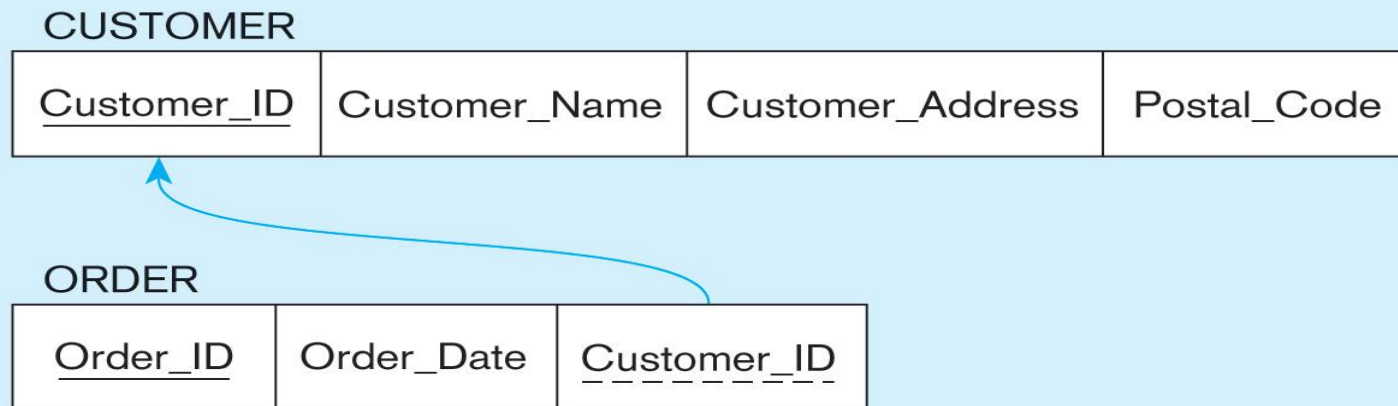 CUSTOMER
Customer_ID Customer_Name Customer_Address Postal_Code
ORDER
Order_ID Order_Date Customer_ID